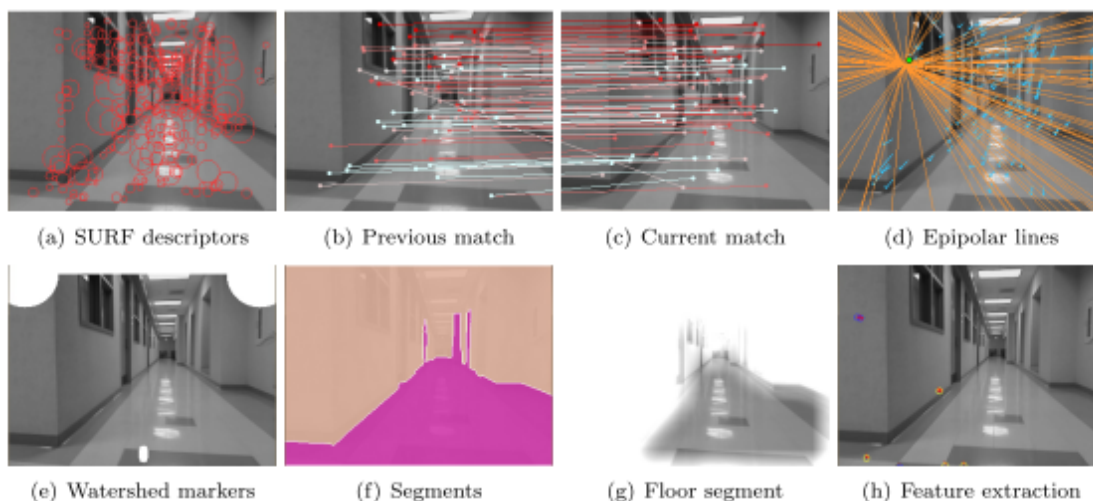 (a) SURF descriptors
(b) Previous match
(c) Current match
(d) Epipolar lines
(e) Watershed markers
(f) Segments
(g) Floor segment
(h) Feature extraction